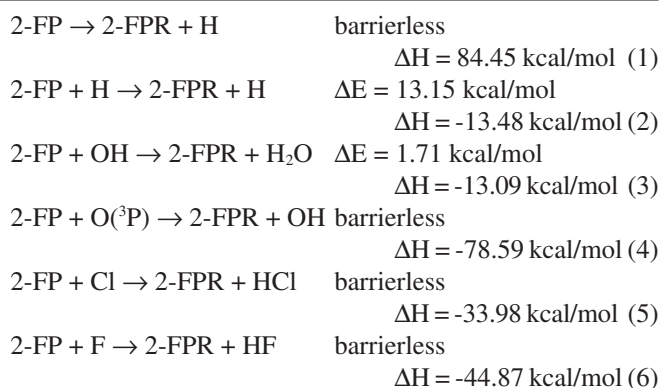 2-FP → 2-FPR + H barrierless
ΔH = 84.45 kcal/mol (1)
2-FP + H → 2-FPR + H ΔE = 13.15 kcal/mol
ΔH = -13.48 kcal/mol (2)
2-FP + OH → 2-FPR + H₂O ΔE = 1.71 kcal/mol
ΔH = -13.09 kcal/mol (3)
2-FP + O(³P) → 2-FPR + OH barrierless
ΔH = -78.59 kcal/mol (4)
2-FP + Cl → 2-FPR + HCl barrierless
ΔH = -33.98 kcal/mol (5)
2-FP + F → 2-FPR + HF barrierless
ΔH = -44.87 kcal/mol (6)